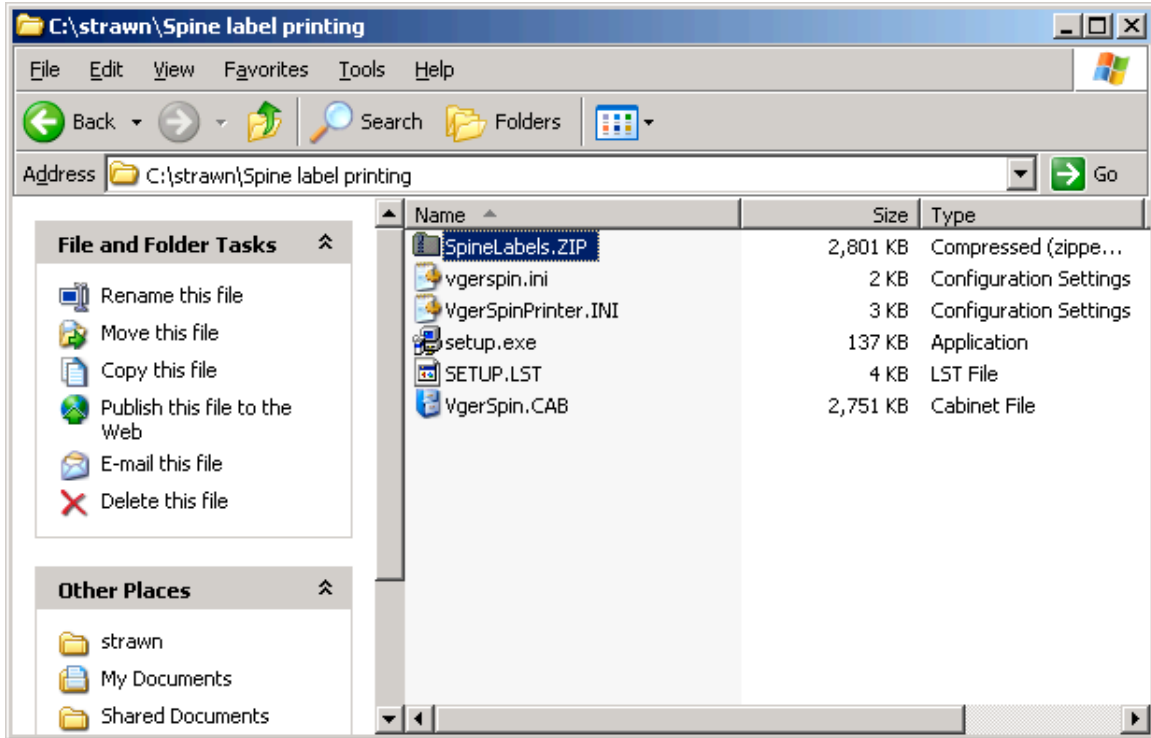 C:\strawn\Spine label printing
File Edit View Favorites Tools Help
Back Search Folders
Address C:\strawn\Spine label printing Go
File and Folder Tasks
Rename this file
Move this file
Copy this file
Publish this file to the
Web
E-mail this file
Delete this file
Other Places
strawn
My Documents
Shared Documents
Name Size Type
SpineLabels.ZIP 2,801 KB Compressed (zippe...
vgerspin.ini 2 KB Configuration Settings
VgerSpinPrinter.INI 3 KB Configuration Settings
setup.exe 137 KB Application
SETUP.LST 4 KB LST File
VgerSpin.CAB 2,751 KB Cabinet File